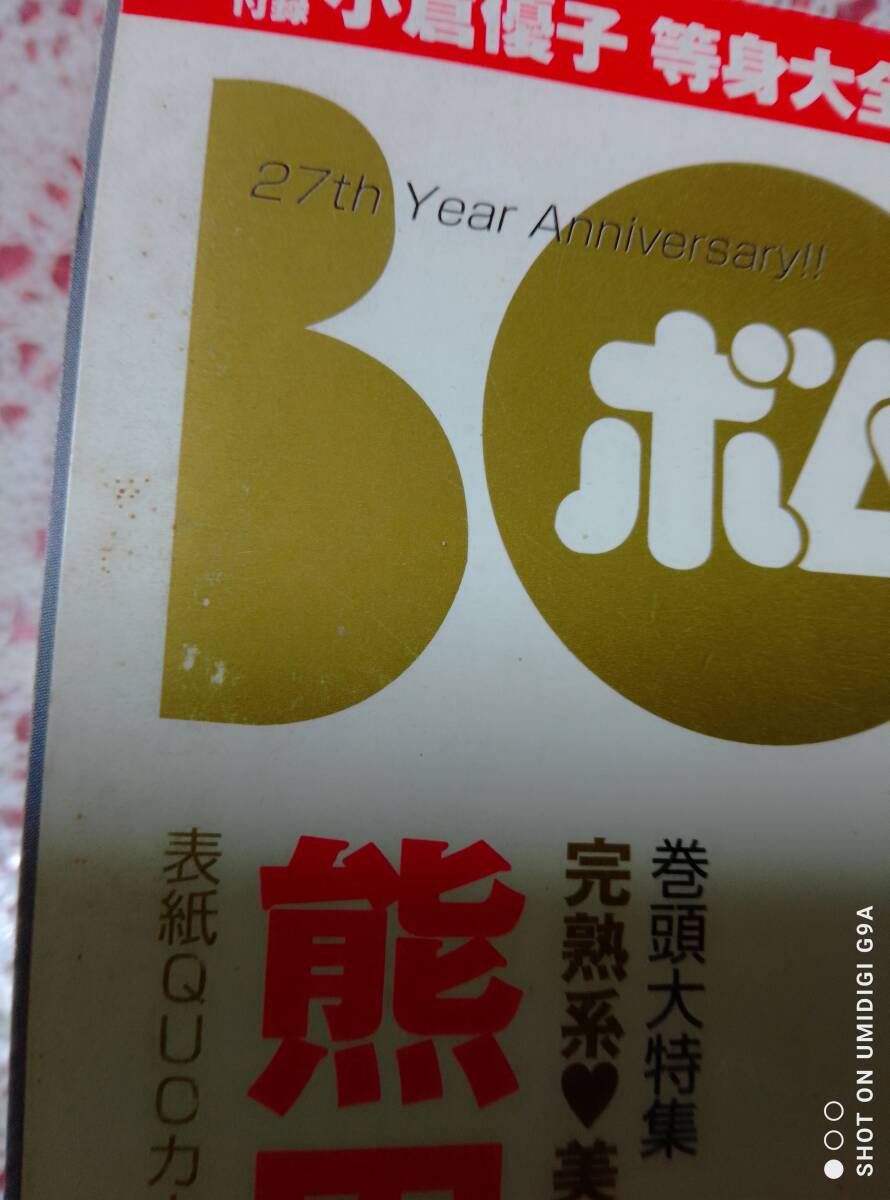 付録 小倉優子 等身大全
BO
27th Year Anniversary!!
ボム
巻頭大特集
完熟系♥美
熊田
表紙QUOカ
SHOT ON UMIDIGI G9A